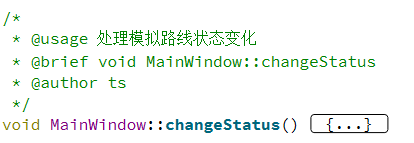 /*
 * @usage 处理模拟路线状态变化
 * @brief void MainWindow::changeStatus
 * @author ts
 */
void MainWindow::changeStatus() {...}